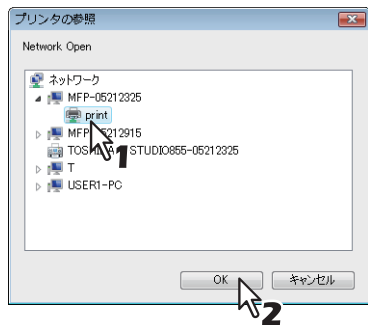 プリンタの参照
Network Open
ネットワーク
MFP-05212325
print
MFP 05212915
1
TOSHIBA STUDIO855-05212325
T
USER1-PC
OK
キャンセル
2